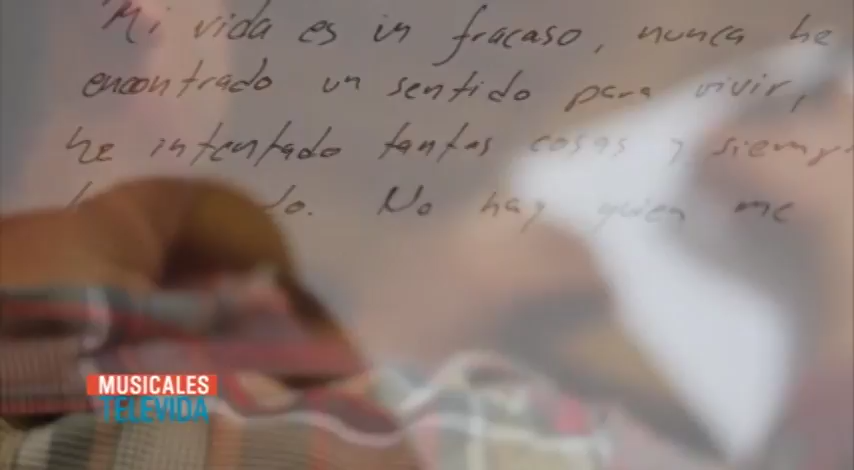 "Mi vida es un fracaso, nunca he
encontrado un sentido para vivir,
he intentado tantas cosas y
do. No hay quien me
MUSICALES
TELEVIDA